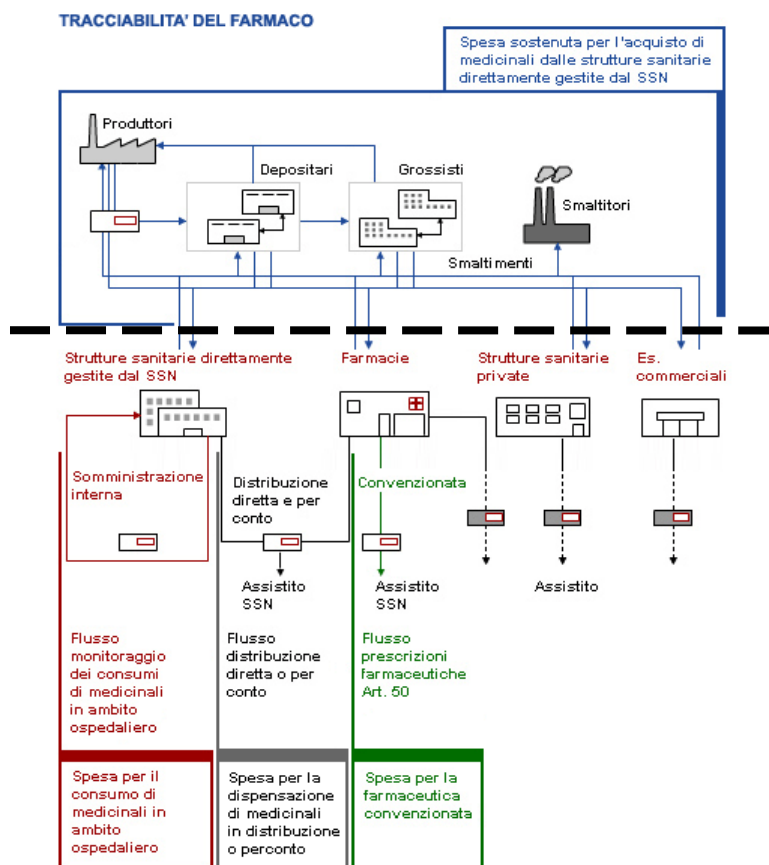 TRACCIABILITA' DEL FARMACO
Spesa sostenuta per l'acquisto di
medicinali dalle strutture sanitarie
direttamente gestite dal SSN
Produttori
Depositari
Grossisti
Smaltitori
Smaltimenti
Strutture sanitarie direttamente
gestite dal SSN
Farmacie
Strutture sanitarie
private
Es.
commerciali
Somministrazione
interna
Distribuzione
diretta e per
conto
Convenzionata
Assistito
SSN
Assistito
SSN
Assistito
Flusso
monitoraggio
dei consumi
di medicinali
in ambito
ospedaliero
Flusso
distribuzione
diretta o per
conto
Flusso
prescrizioni
farmaceutiche
Art. 50
Spesa per il
consumo di
medicinali in
ambito
ospedaliero
Spesa per la
dispensazione
di medicinali
in distribuzione
o perconto
Spesa per la
farmaceutica
convenzionata